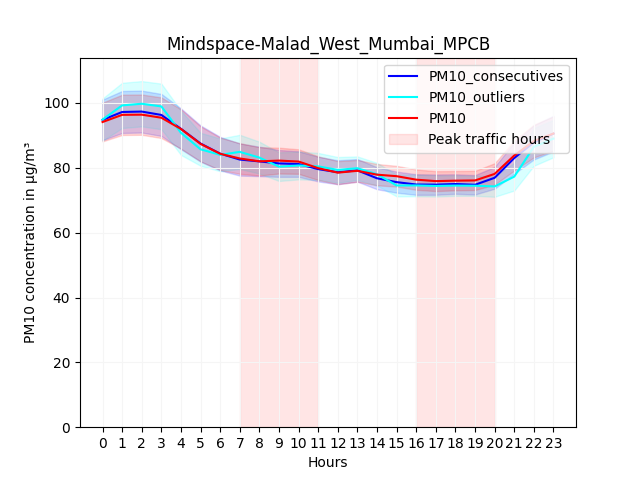 Mindspace-Malad_West_Mumbai_MPCB
PM10_consecutives
PM10_outliers
PM10
Peak traffic hours
PM10 concentration in µg/m³
100
80
60
40
20
0
0 1 2 3 4 5 6 7 8 9 10 11 12 13 14 15 16 17 18 19 20 21 22 23
Hours